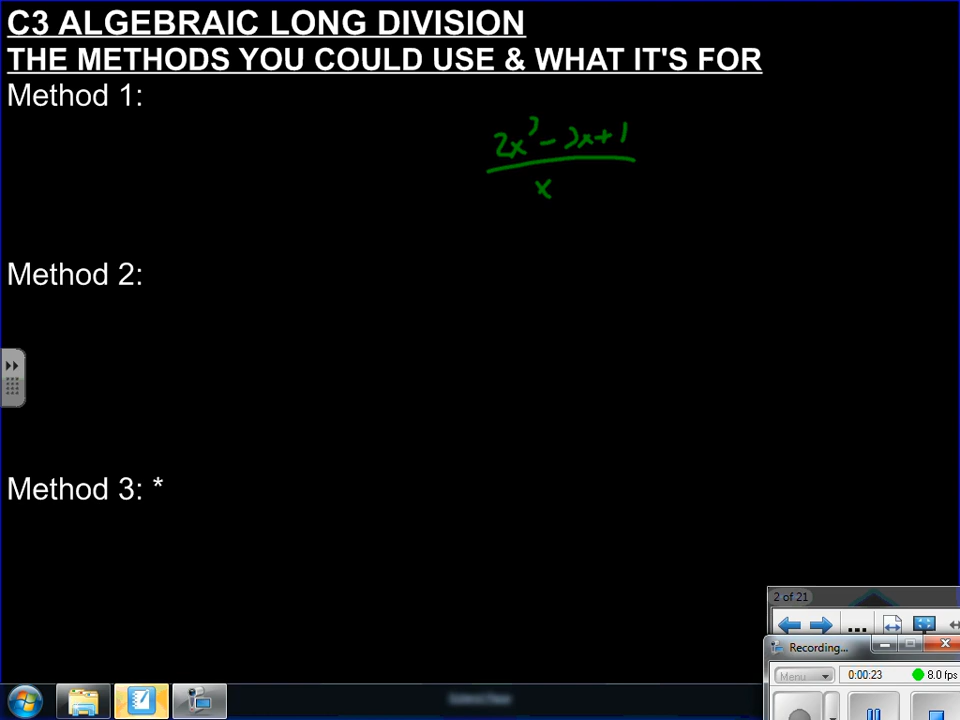 C3 ALGEBRAIC LONG DIVISION
THE METHODS YOU COULD USE & WHAT IT'S FOR
Method 1:
2x³ - 3x + 1
x
Method 2:
Method 3: *
2 of 21
...
Recording...
Menu
0:00:23
8.0 fps